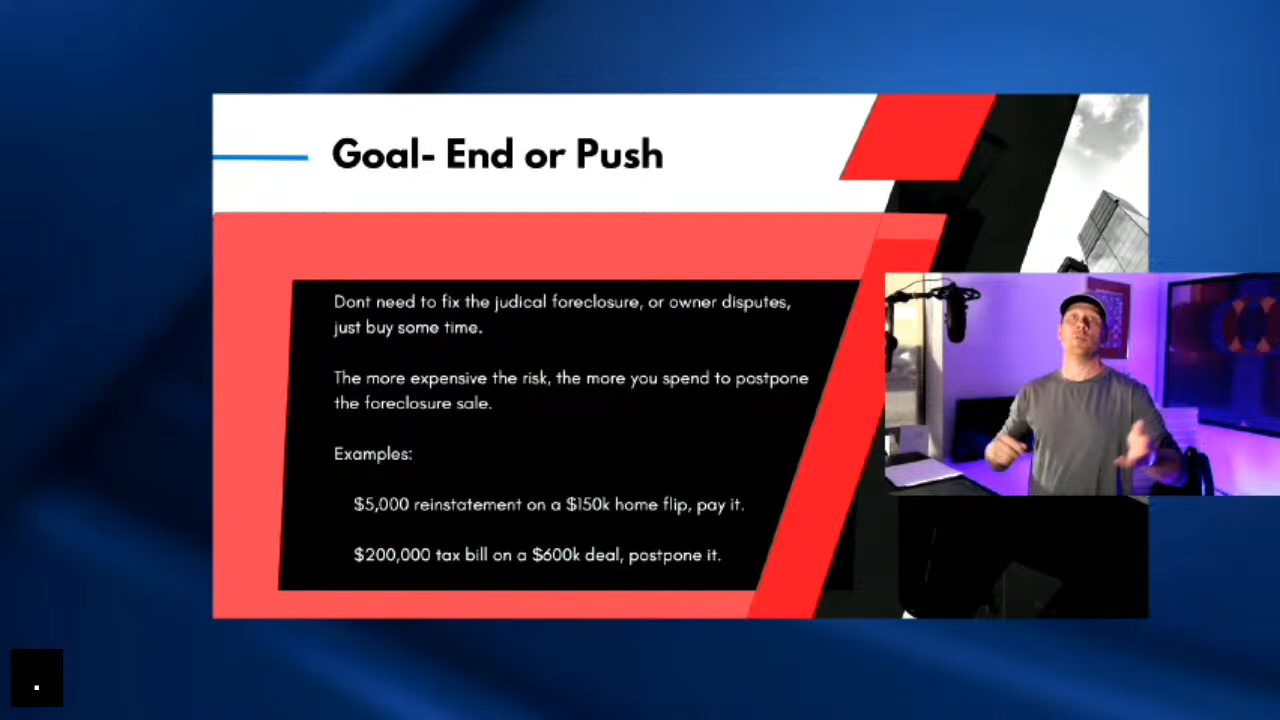 Goal- End or Push
Dont need to fix the judical foreclosure, or owner disputes,
just buy some time.
The more expensive the risk, the more you spend to postpone
the foreclosure sale.
Examples:
$5,000 reinstatement on a $150k home flip, pay it.
$200,000 tax bill on a $600k deal, postpone it.
.